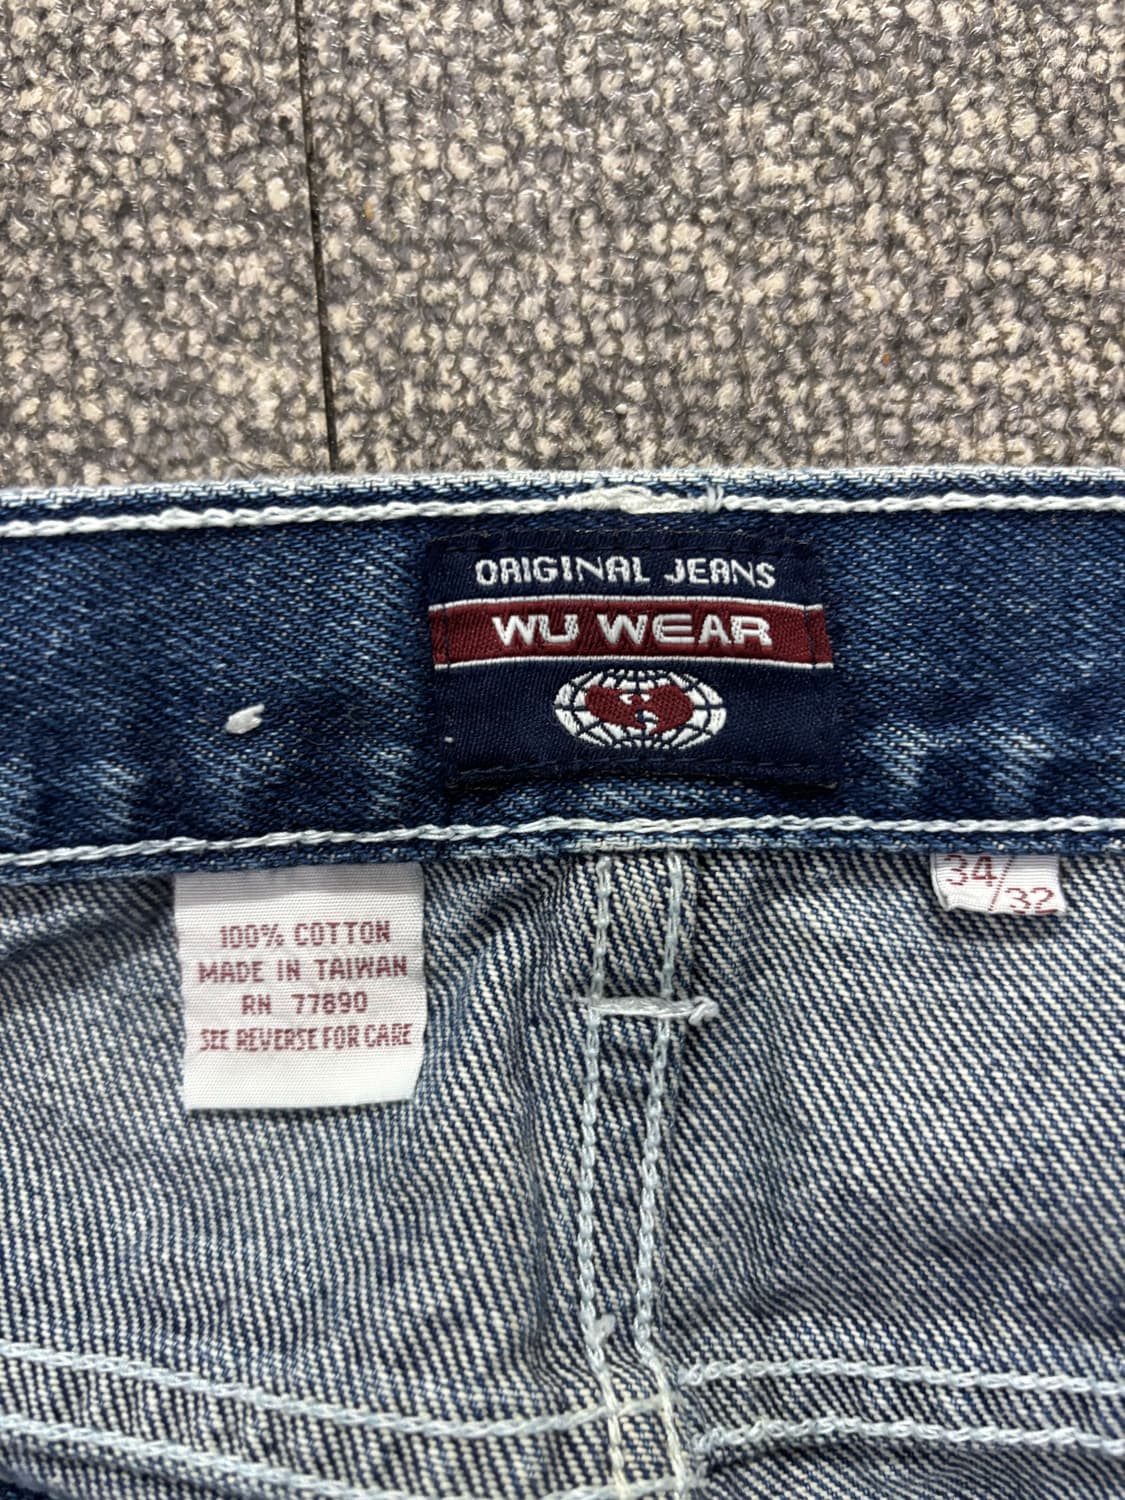 ORIGINAL JEANS
WU WEAR
34/32
100% COTTON
MADE IN TAIWAN
RN 77890
SEE REVERSE FOR CARE